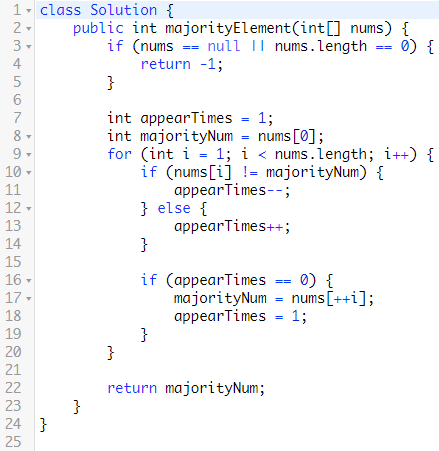 1 class Solution {
2     public int majorityElement(int[] nums) {
3         if (nums == null || nums.length == 0) {
4             return -1;
5         }
6
7         int appearTimes = 1;
8         int majorityNum = nums[0];
9         for (int i = 1; i < nums.length; i++) {
10             if (nums[i] != majorityNum) {
11                 appearTimes--;
12             } else {
13                 appearTimes++;
14             }
15
16             if (appearTimes == 0) {
17                 majorityNum = nums[++i];
18                 appearTimes = 1;
19             }
20         }
21
22         return majorityNum;
23     }
24 }
25